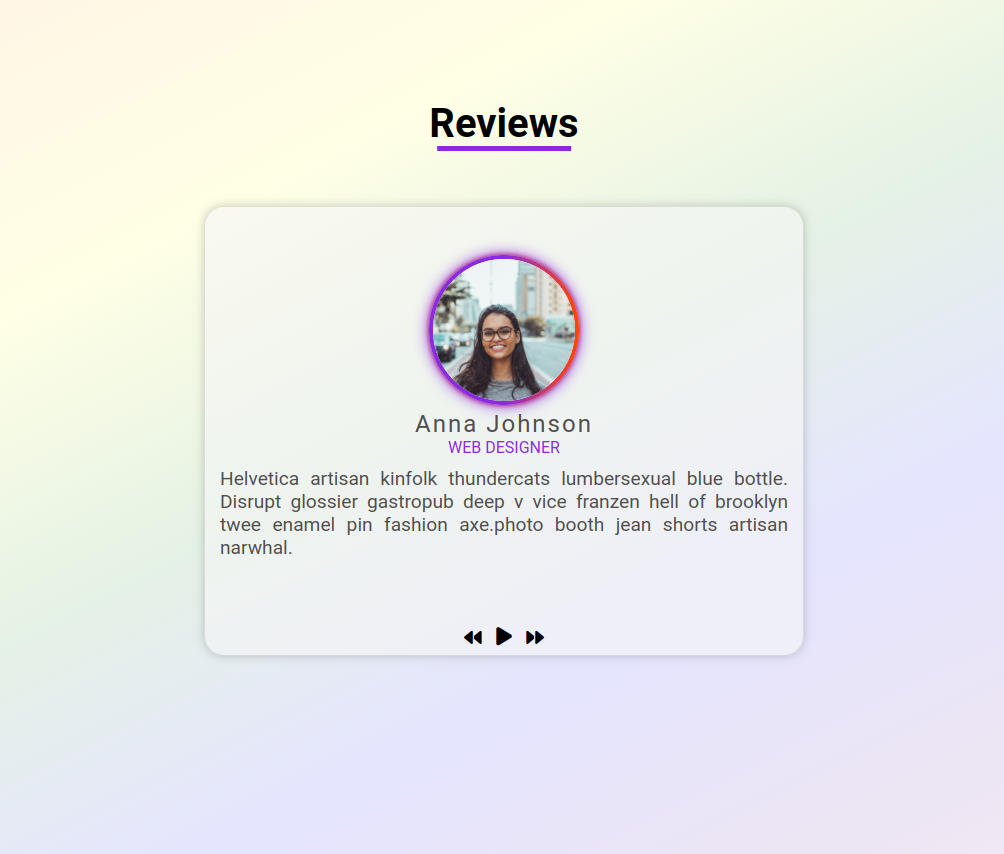 Reviews
Anna Johnson
WEB DESIGNER
Helvetica artisan kinfolk thundercats lumbersexual blue bottle.
Disrupt glossier gastropub deep v vice franzen hell of brooklyn
twee enamel pin fashion axe.photo booth jean shorts artisan
narwhal.